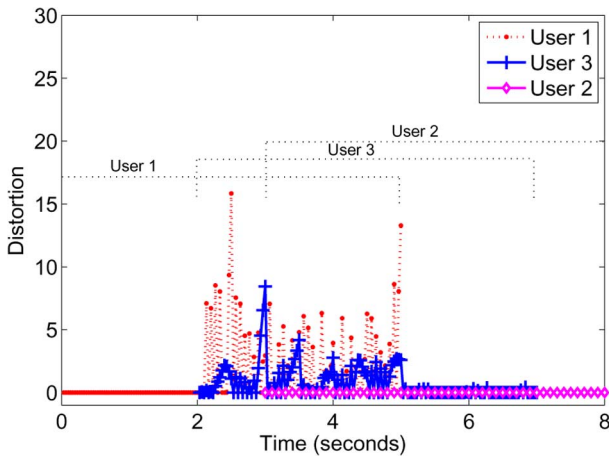 30
25
20
15
10
5
0
Distortion
User 1
User 3
User 2
User 2
User 3
User 1
0
2
4
6
8
Time (seconds)